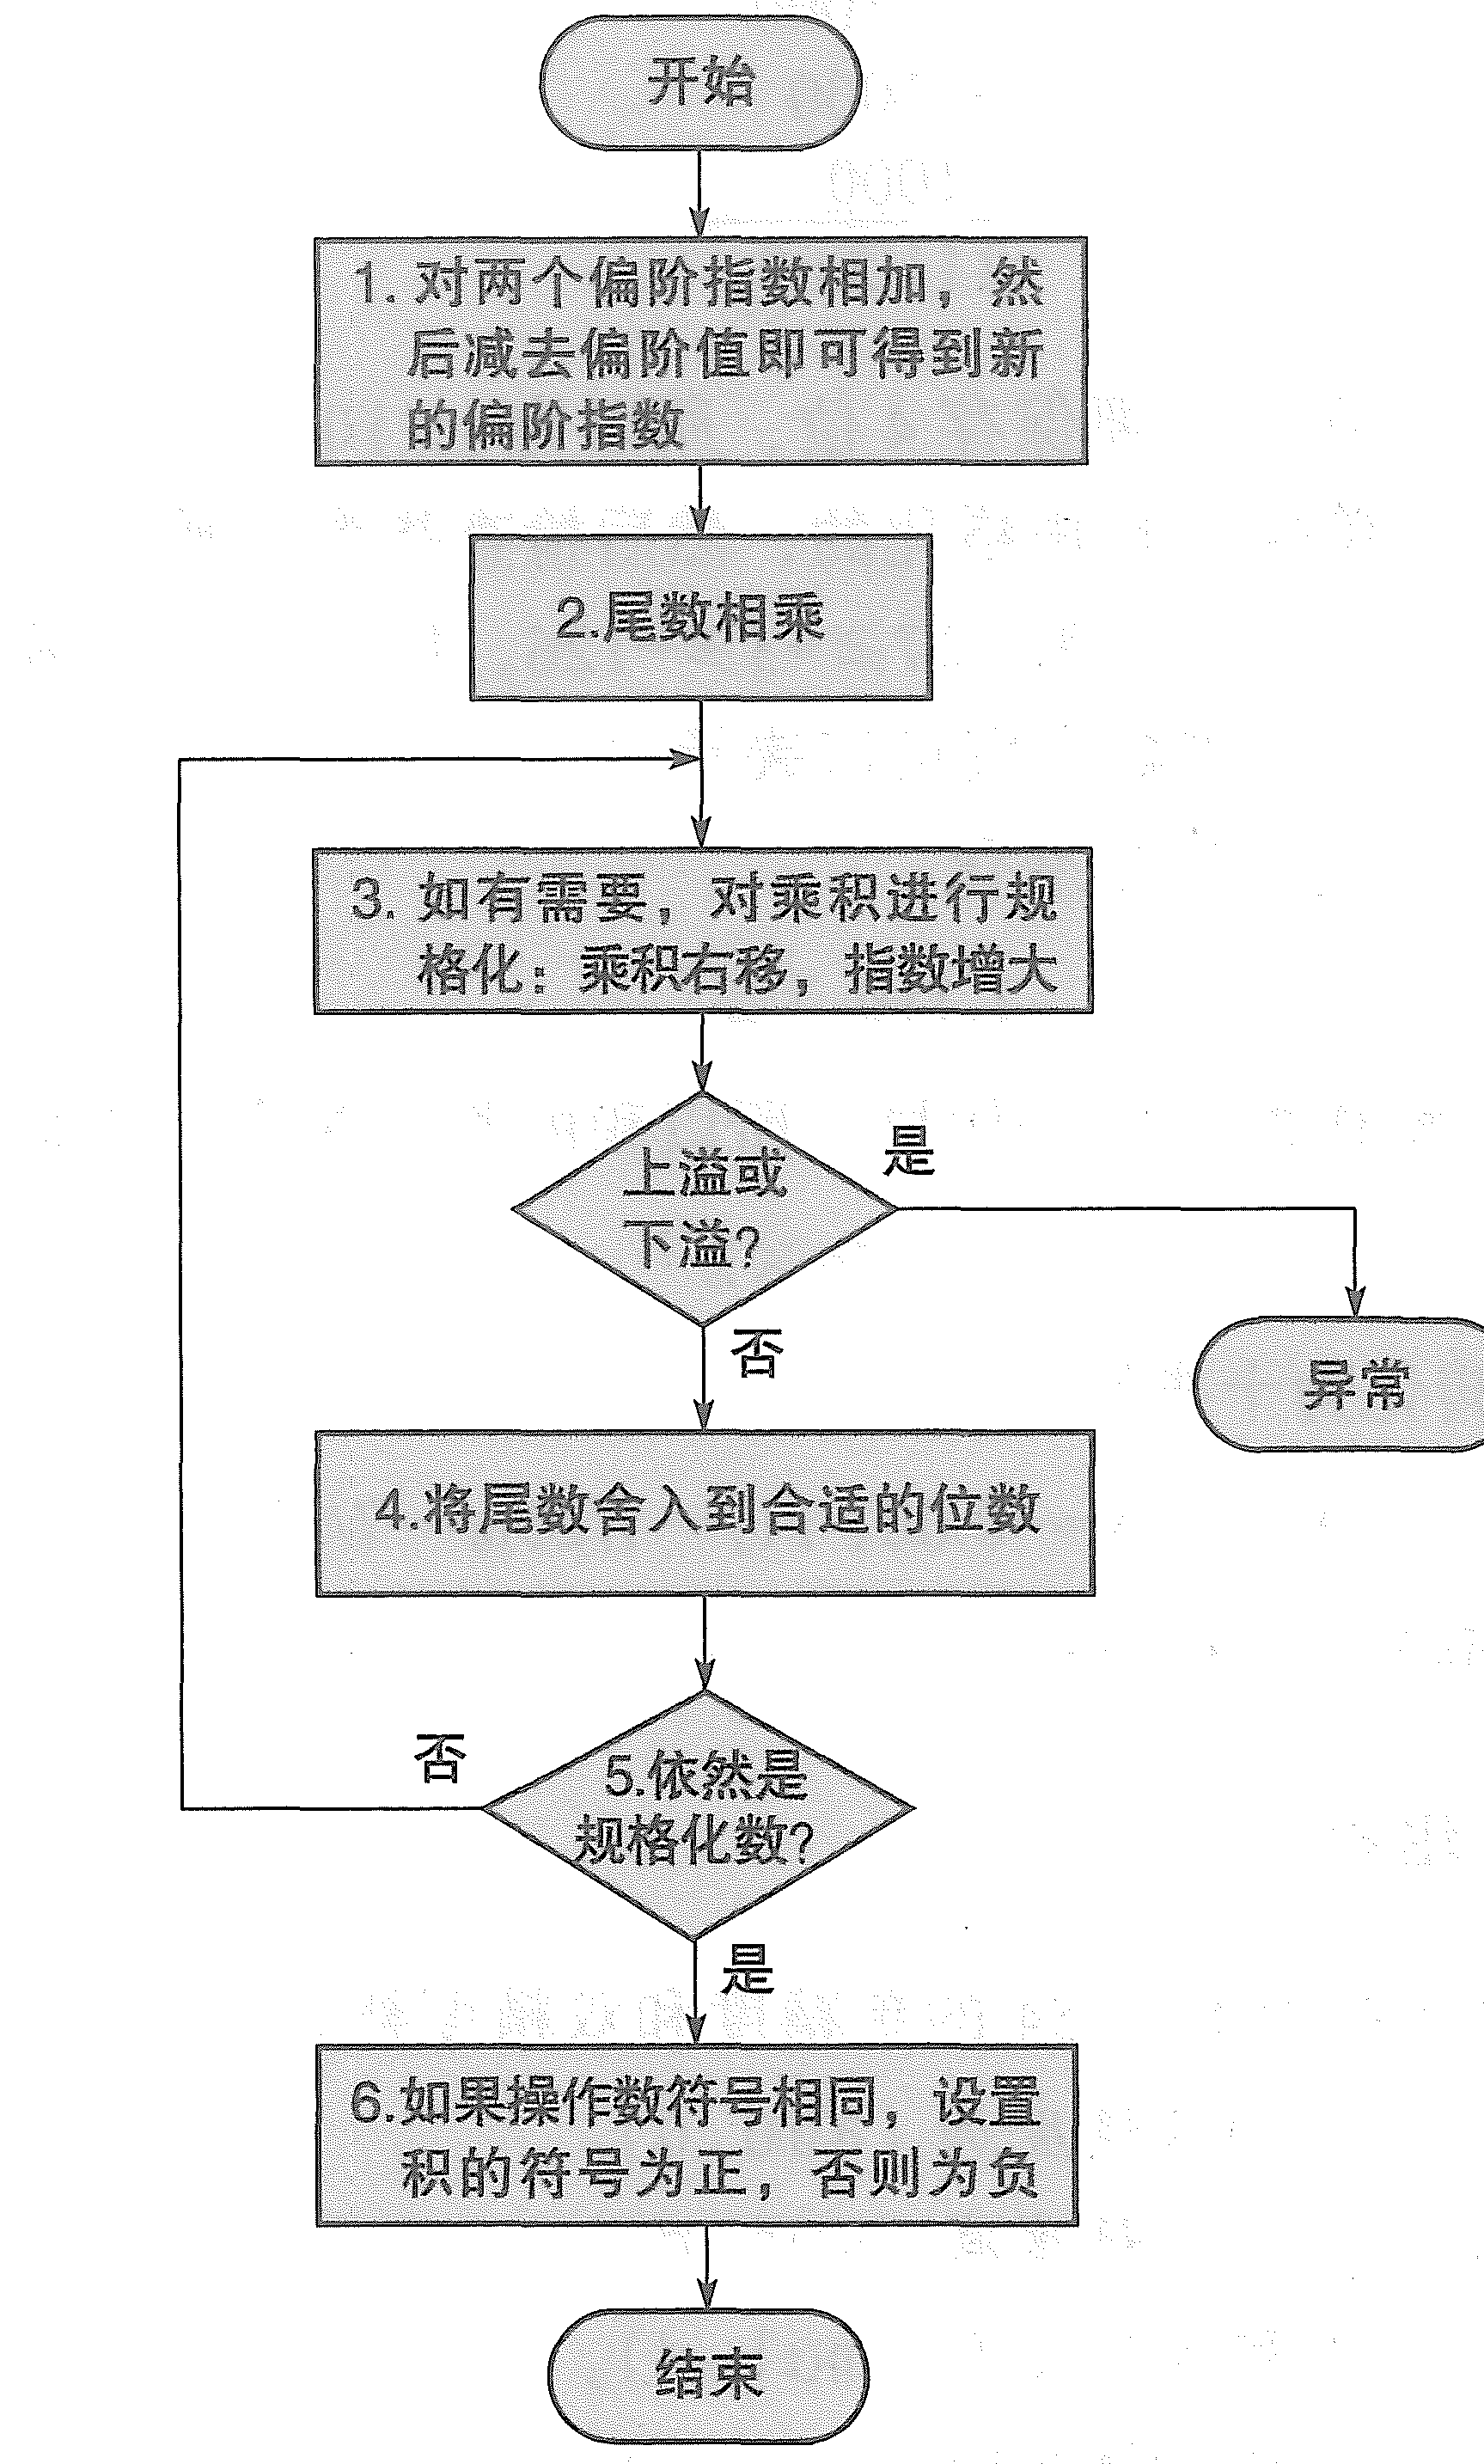 开始
1. 对两个偏阶指数相加，然
后减去偏阶值即可得到新
的偏阶指数
2.尾数相乘
3. 如有需要，对乘积进行规
格化：乘积右移，指数增大
上溢或
下溢?
是
否
异常
4.将尾数舍入到合适的位数
5.依然是
规格化数?
否
是
6.如果操作数符号相同，设置
积的符号为正，否则为负
结束